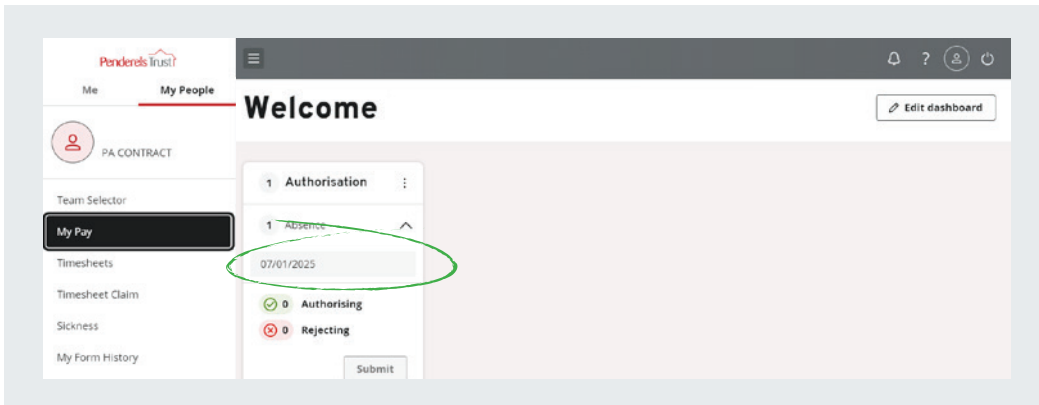 Penderels Trust
Me My People
PA CONTRACT
Team Selector
My Pay
Timesheets
Timesheet Claim
Sickness
My Form History
?
Welcome
Edit dashboard
1 Authorisation
1 Absence
07/01/2025
0 Authorising
0 Rejecting
Submit